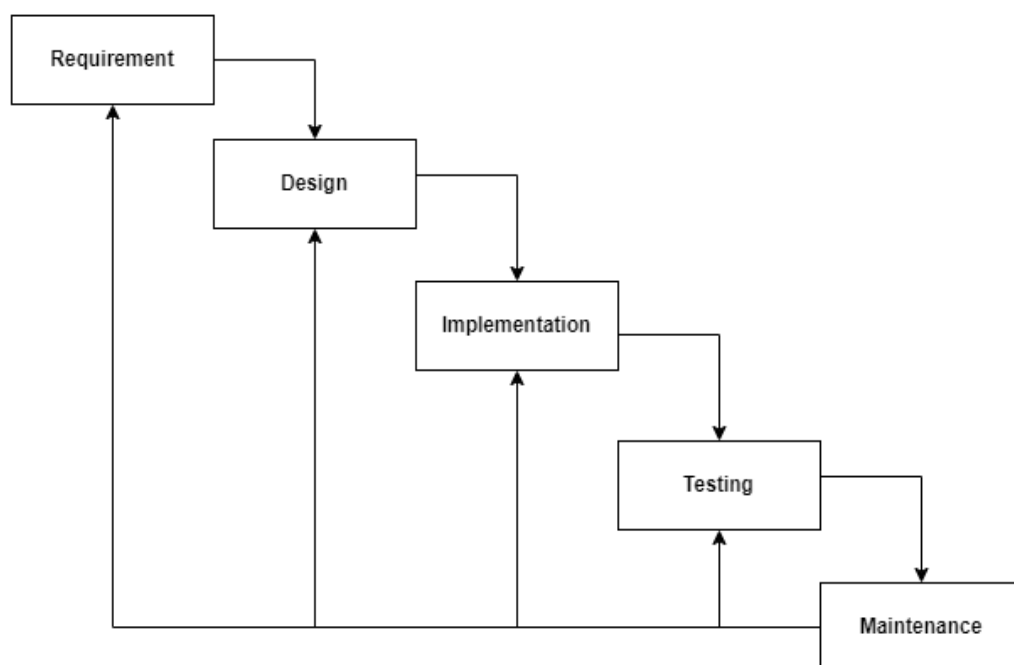 Requirement
Design
Implementation
Testing
Maintenance